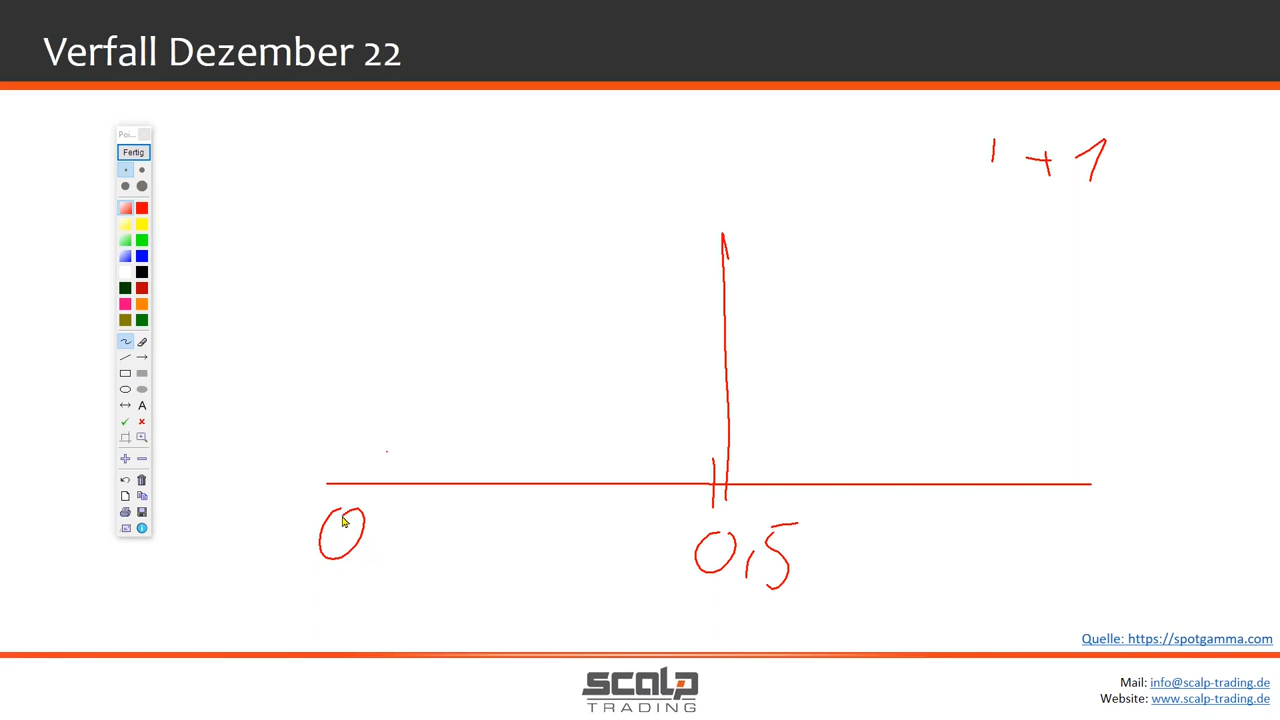 Verfall Dezember 22
Poi...
Fertig
A
' + 1
0
0,5
Quelle: https://spotgamma.com
SCALP
TRADING
Mail: info@scalp-trading.de
Website: www.scalp-trading.de